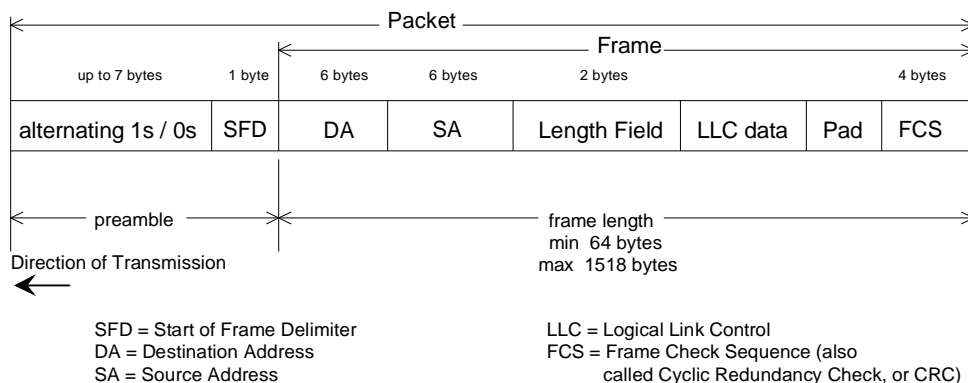 Packet
Frame
up to 7 bytes 1 byte 6 bytes 6 bytes 2 bytes 4 bytes
alternating 1s / 0s SFD DA SA Length Field LLC data Pad FCS
preamble frame length
min 64 bytes
max 1518 bytes
Direction of Transmission
SFD = Start of Frame Delimiter
DA = Destination Address
SA = Source Address
LLC = Logical Link Control
FCS = Frame Check Sequence (also
called Cyclic Redundancy Check, or CRC)